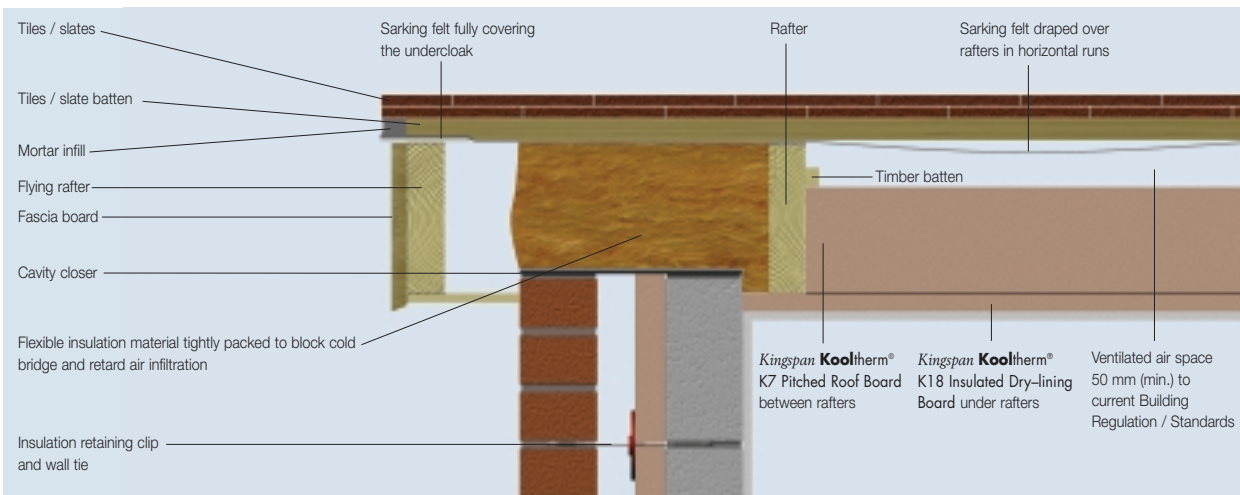 Tiles / slates
Sarking felt fully covering
the undercloak
Rafter
Sarking felt draped over
rafters in horizontal runs
Tiles / slate batten
Mortar infill
Flying rafter
Timber batten
Fascia board
Cavity closer
Flexible insulation material tightly packed to block cold
bridge and retard air infiltration
Kingspan Kooltherm®
K7 Pitched Roof Board
between rafters
Kingspan Kooltherm®
K18 Insulated Dry–lining
Board under rafters
Ventilated air space
50 mm (min.) to
current Building
Regulation / Standards
Insulation retaining clip
and wall tie